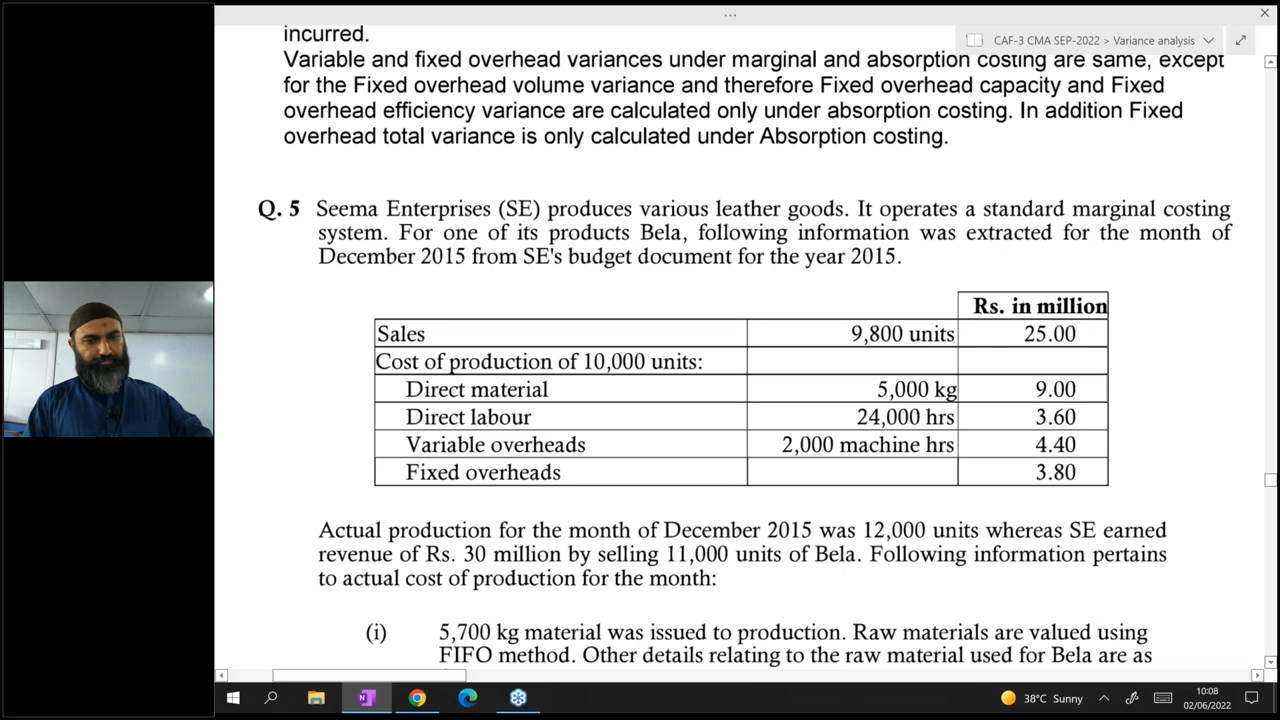 ...
incurred.
CAF-3 CMA SEP-2022 > Variance analysis
Variable and fixed overhead variances under marginal and absorption costing are same, except
for the Fixed overhead volume variance and therefore Fixed overhead capacity and Fixed
overhead efficiency variance are calculated only under absorption costing. In addition Fixed
overhead total variance is only calculated under Absorption costing.
Q. 5 Seema Enterprises (SE) produces various leather goods. It operates a standard marginal costing
system. For one of its products Bela, following information was extracted for the month of
December 2015 from SE's budget document for the year 2015.
Rs. in million
Sales 9,800 units 25.00
Cost of production of 10,000 units:
Direct material 5,000 kg 9.00
Direct labour 24,000 hrs 3.60
Variable overheads 2,000 machine hrs 4.40
Fixed overheads 3.80
Actual production for the month of December 2015 was 12,000 units whereas SE earned
revenue of Rs. 30 million by selling 11,000 units of Bela. Following information pertains
to actual cost of production for the month:
(i) 5,700 kg material was issued to production. Raw materials are valued using
FIFO method. Other details relating to the raw material used for Bela are as
38°C Sunny
10:08
02/06/2022